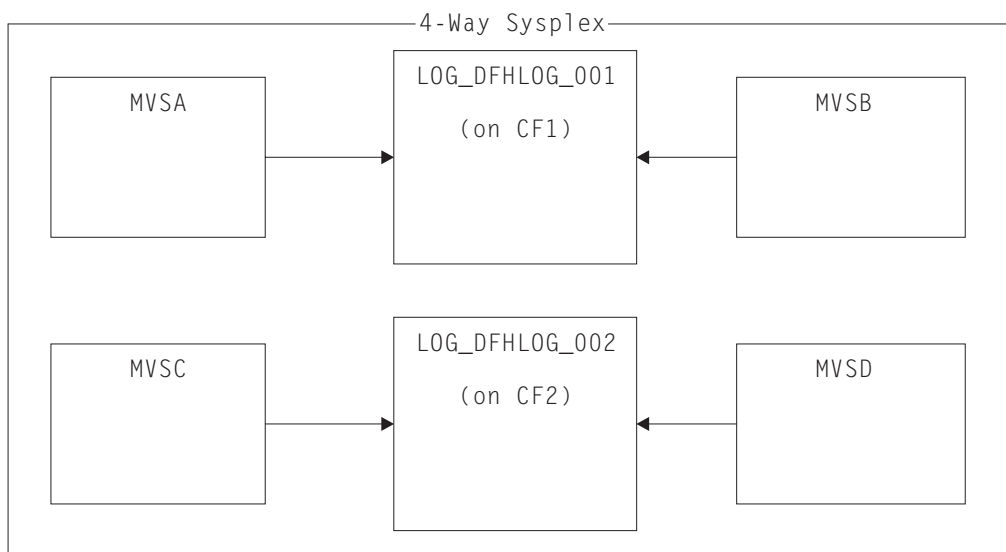 4-Way Sysplex
MVSA
LOG_DFHLOG_001
(on CF1)
MVSB
MVSC
LOG_DFHLOG_002
(on CF2)
MVSD